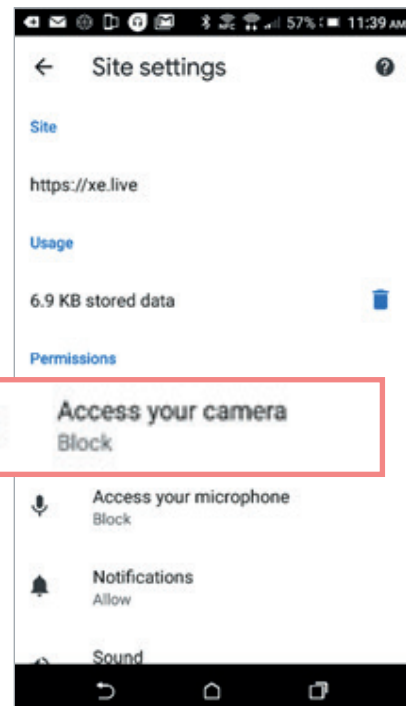 57% 11:39 AM
Site settings
Site
https://xe.live
Usage
6.9 KB stored data
Permissions
Access your camera
Block
Access your microphone
Block
Notifications
Allow
Sound